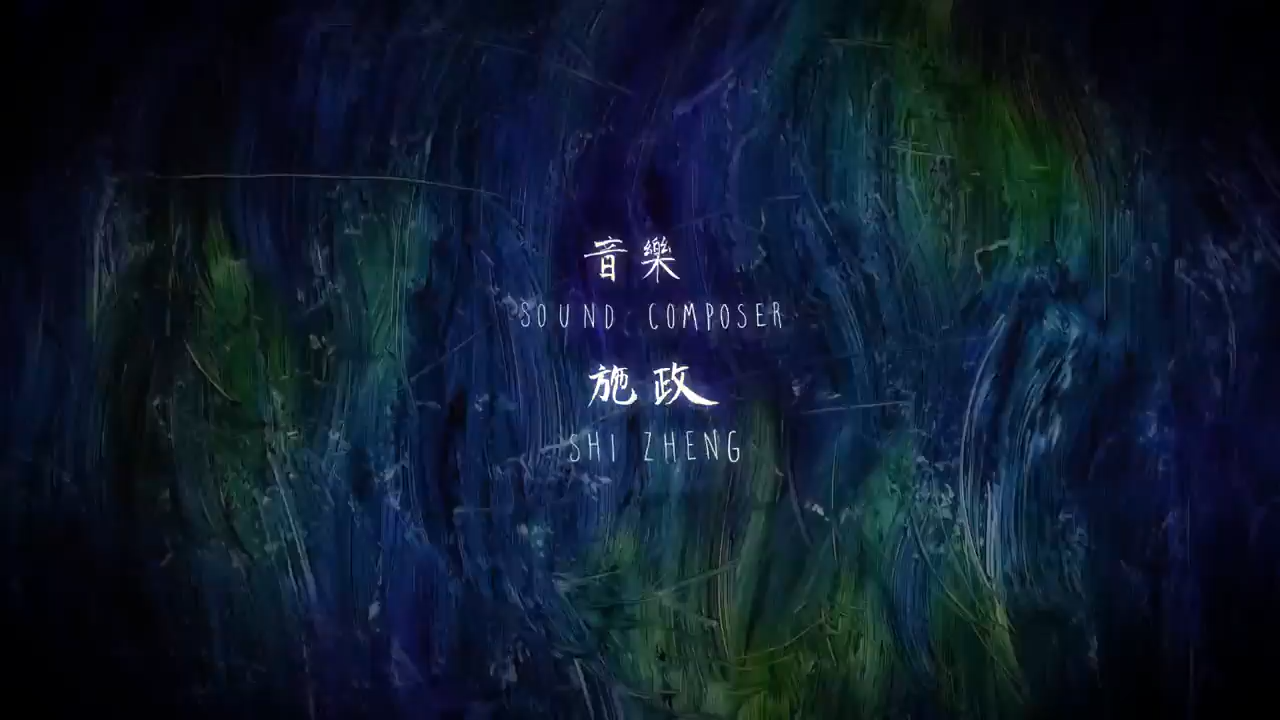 音樂
SOUND COMPOSER
施政
SHI ZHENG